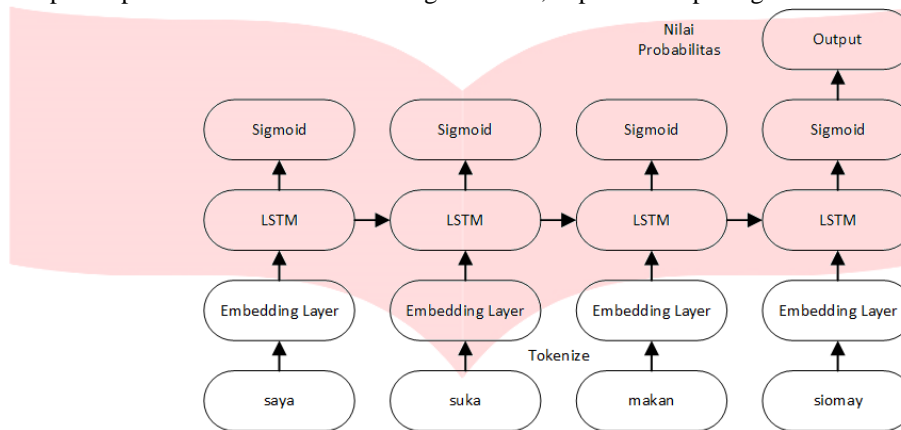 Nilai
Probabilitas
Output
Sigmoid Sigmoid Sigmoid Sigmoid
LSTM LSTM LSTM LSTM
Embedding Layer Embedding Layer Embedding Layer Embedding Layer
Tokenize
saya suka makan siomay